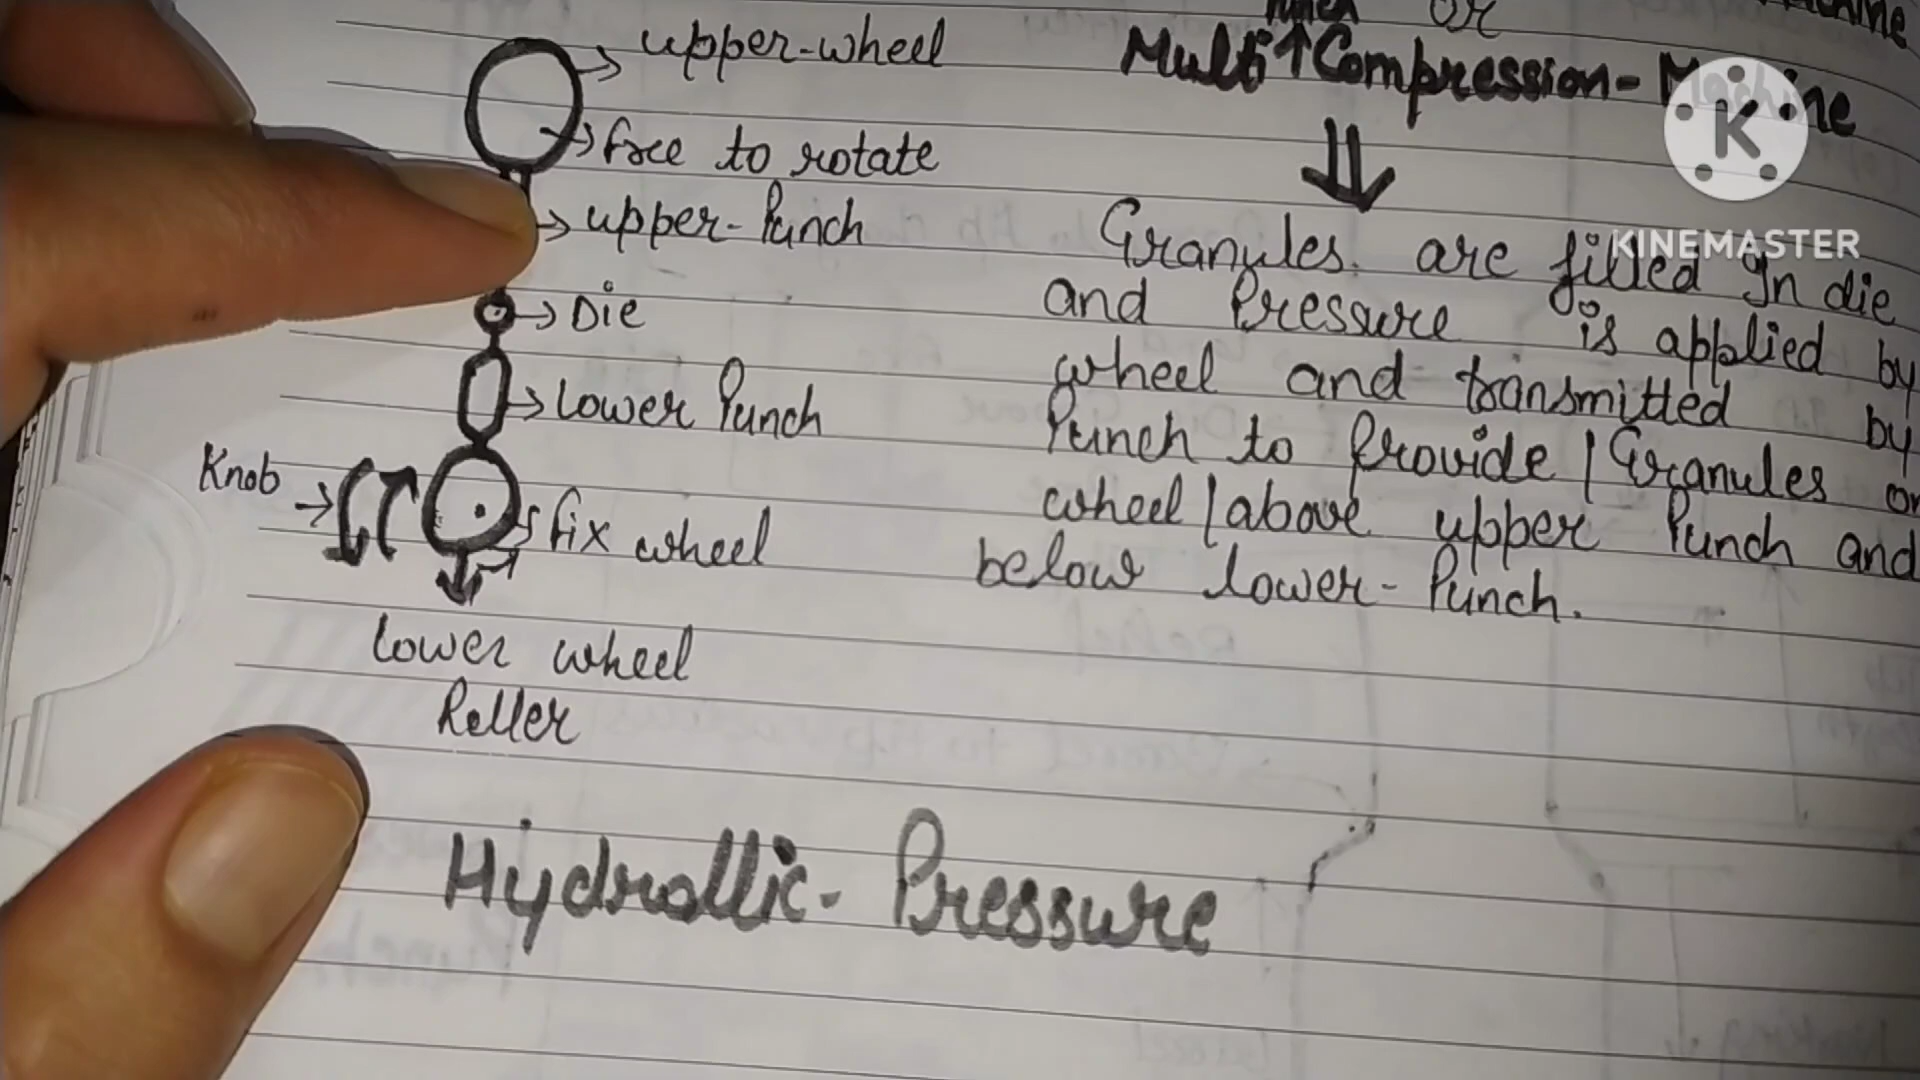 upper-wheel
free to rotate
upper-Punch
Die
Lower Punch
Knob
fix wheel
Lower wheel
Roller
Hydrollic-Pressure
or
Multi Compression-Machine
Granules are filled In die
and Pressure is applied by
wheel and transmitted by
Punch to Provide / Granules or
wheel / above upper Punch and
below lower-Punch.
KINEMASTER